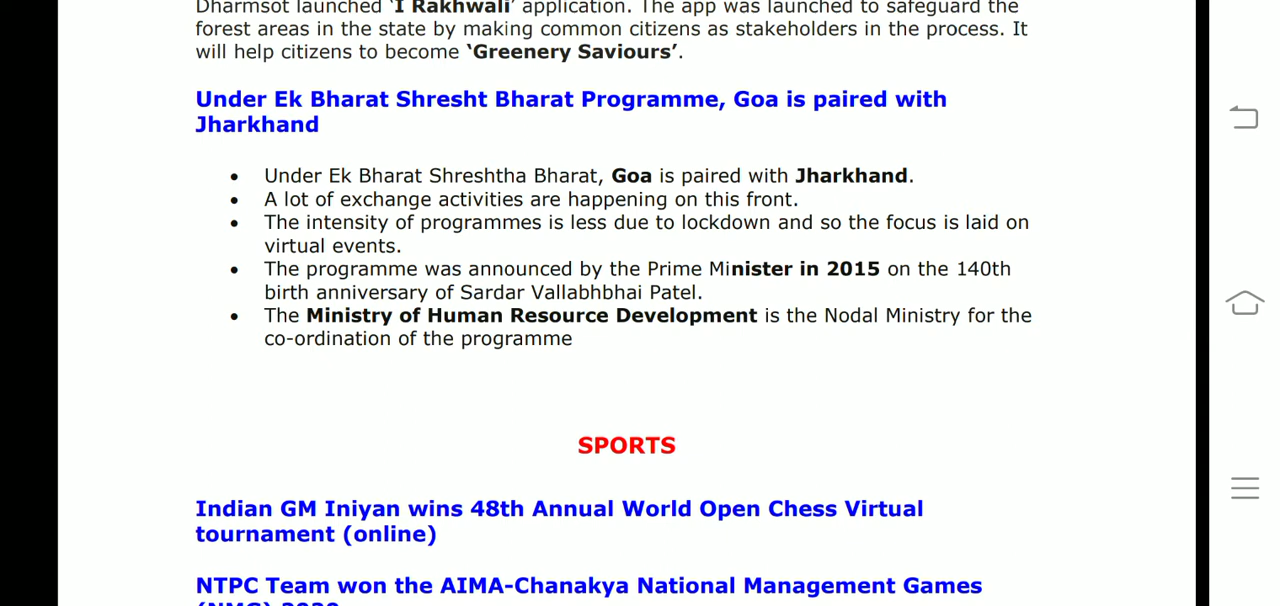 Dharmsot launched ‘I Rakhwali’ application. The app was launched to safeguard the
forest areas in the state by making common citizens as stakeholders in the process. It
will help citizens to become ‘Greenery Saviours’.
Under Ek Bharat Shresht Bharat Programme, Goa is paired with
Jharkhand
• Under Ek Bharat Shreshtha Bharat, Goa is paired with Jharkhand.
• A lot of exchange activities are happening on this front.
• The intensity of programmes is less due to lockdown and so the focus is laid on
virtual events.
• The programme was announced by the Prime Minister in 2015 on the 140th
birth anniversary of Sardar Vallabhbhai Patel.
• The Ministry of Human Resource Development is the Nodal Ministry for the
co-ordination of the programme
SPORTS
Indian GM Iniyan wins 48th Annual World Open Chess Virtual
tournament (online)
NTPC Team won the AIMA-Chanakya National Management Games
(NMG) 2020